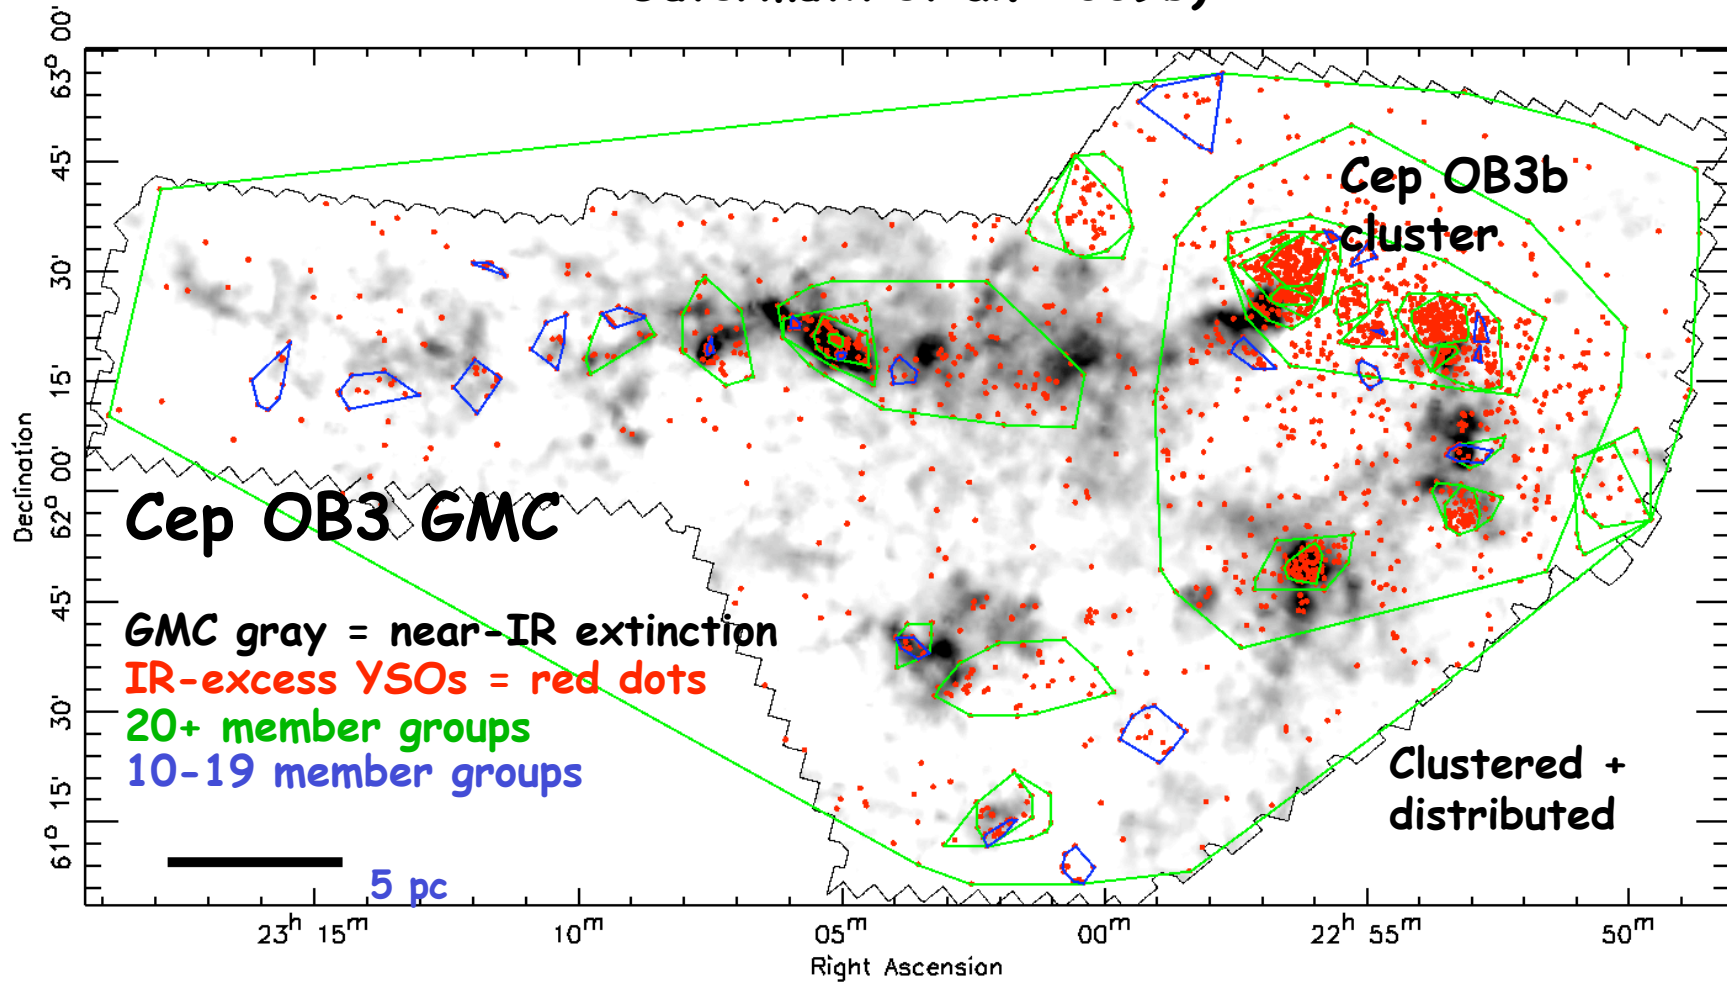 63° 00'
45'
30'
15'
62° 00'
45'
30'
15'
61°
Declination
Cep OB3b
cluster
Cep OB3 GMC
GMC gray = near-IR extinction
IR-excess YSOs = red dots
20+ member groups
10-19 member groups
Clustered +
distributed
5 pc
23h 15m
10m
05m
00m
22h 55m
50m
Right Ascension